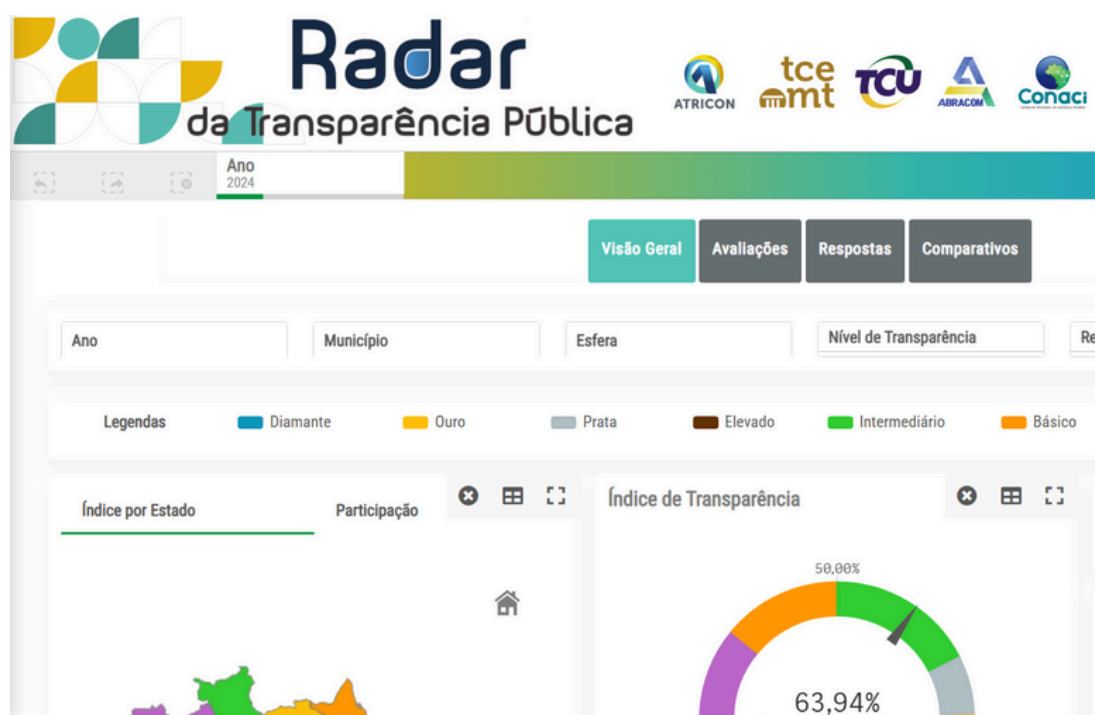 Radar
da Transparência Pública
ATRICON
tce
mt
TCU
ABRACOM
Conaci
Ano
2024
Visão Geral
Avaliações
Respostas
Comparativos
Ano
Município
Esfera
Nível de Transparência
Re
Legendas
Diamante
Ouro
Prata
Elevado
Intermediário
Básico
Índice por Estado
Participação
Índice de Transparência
50,00%
63,94%